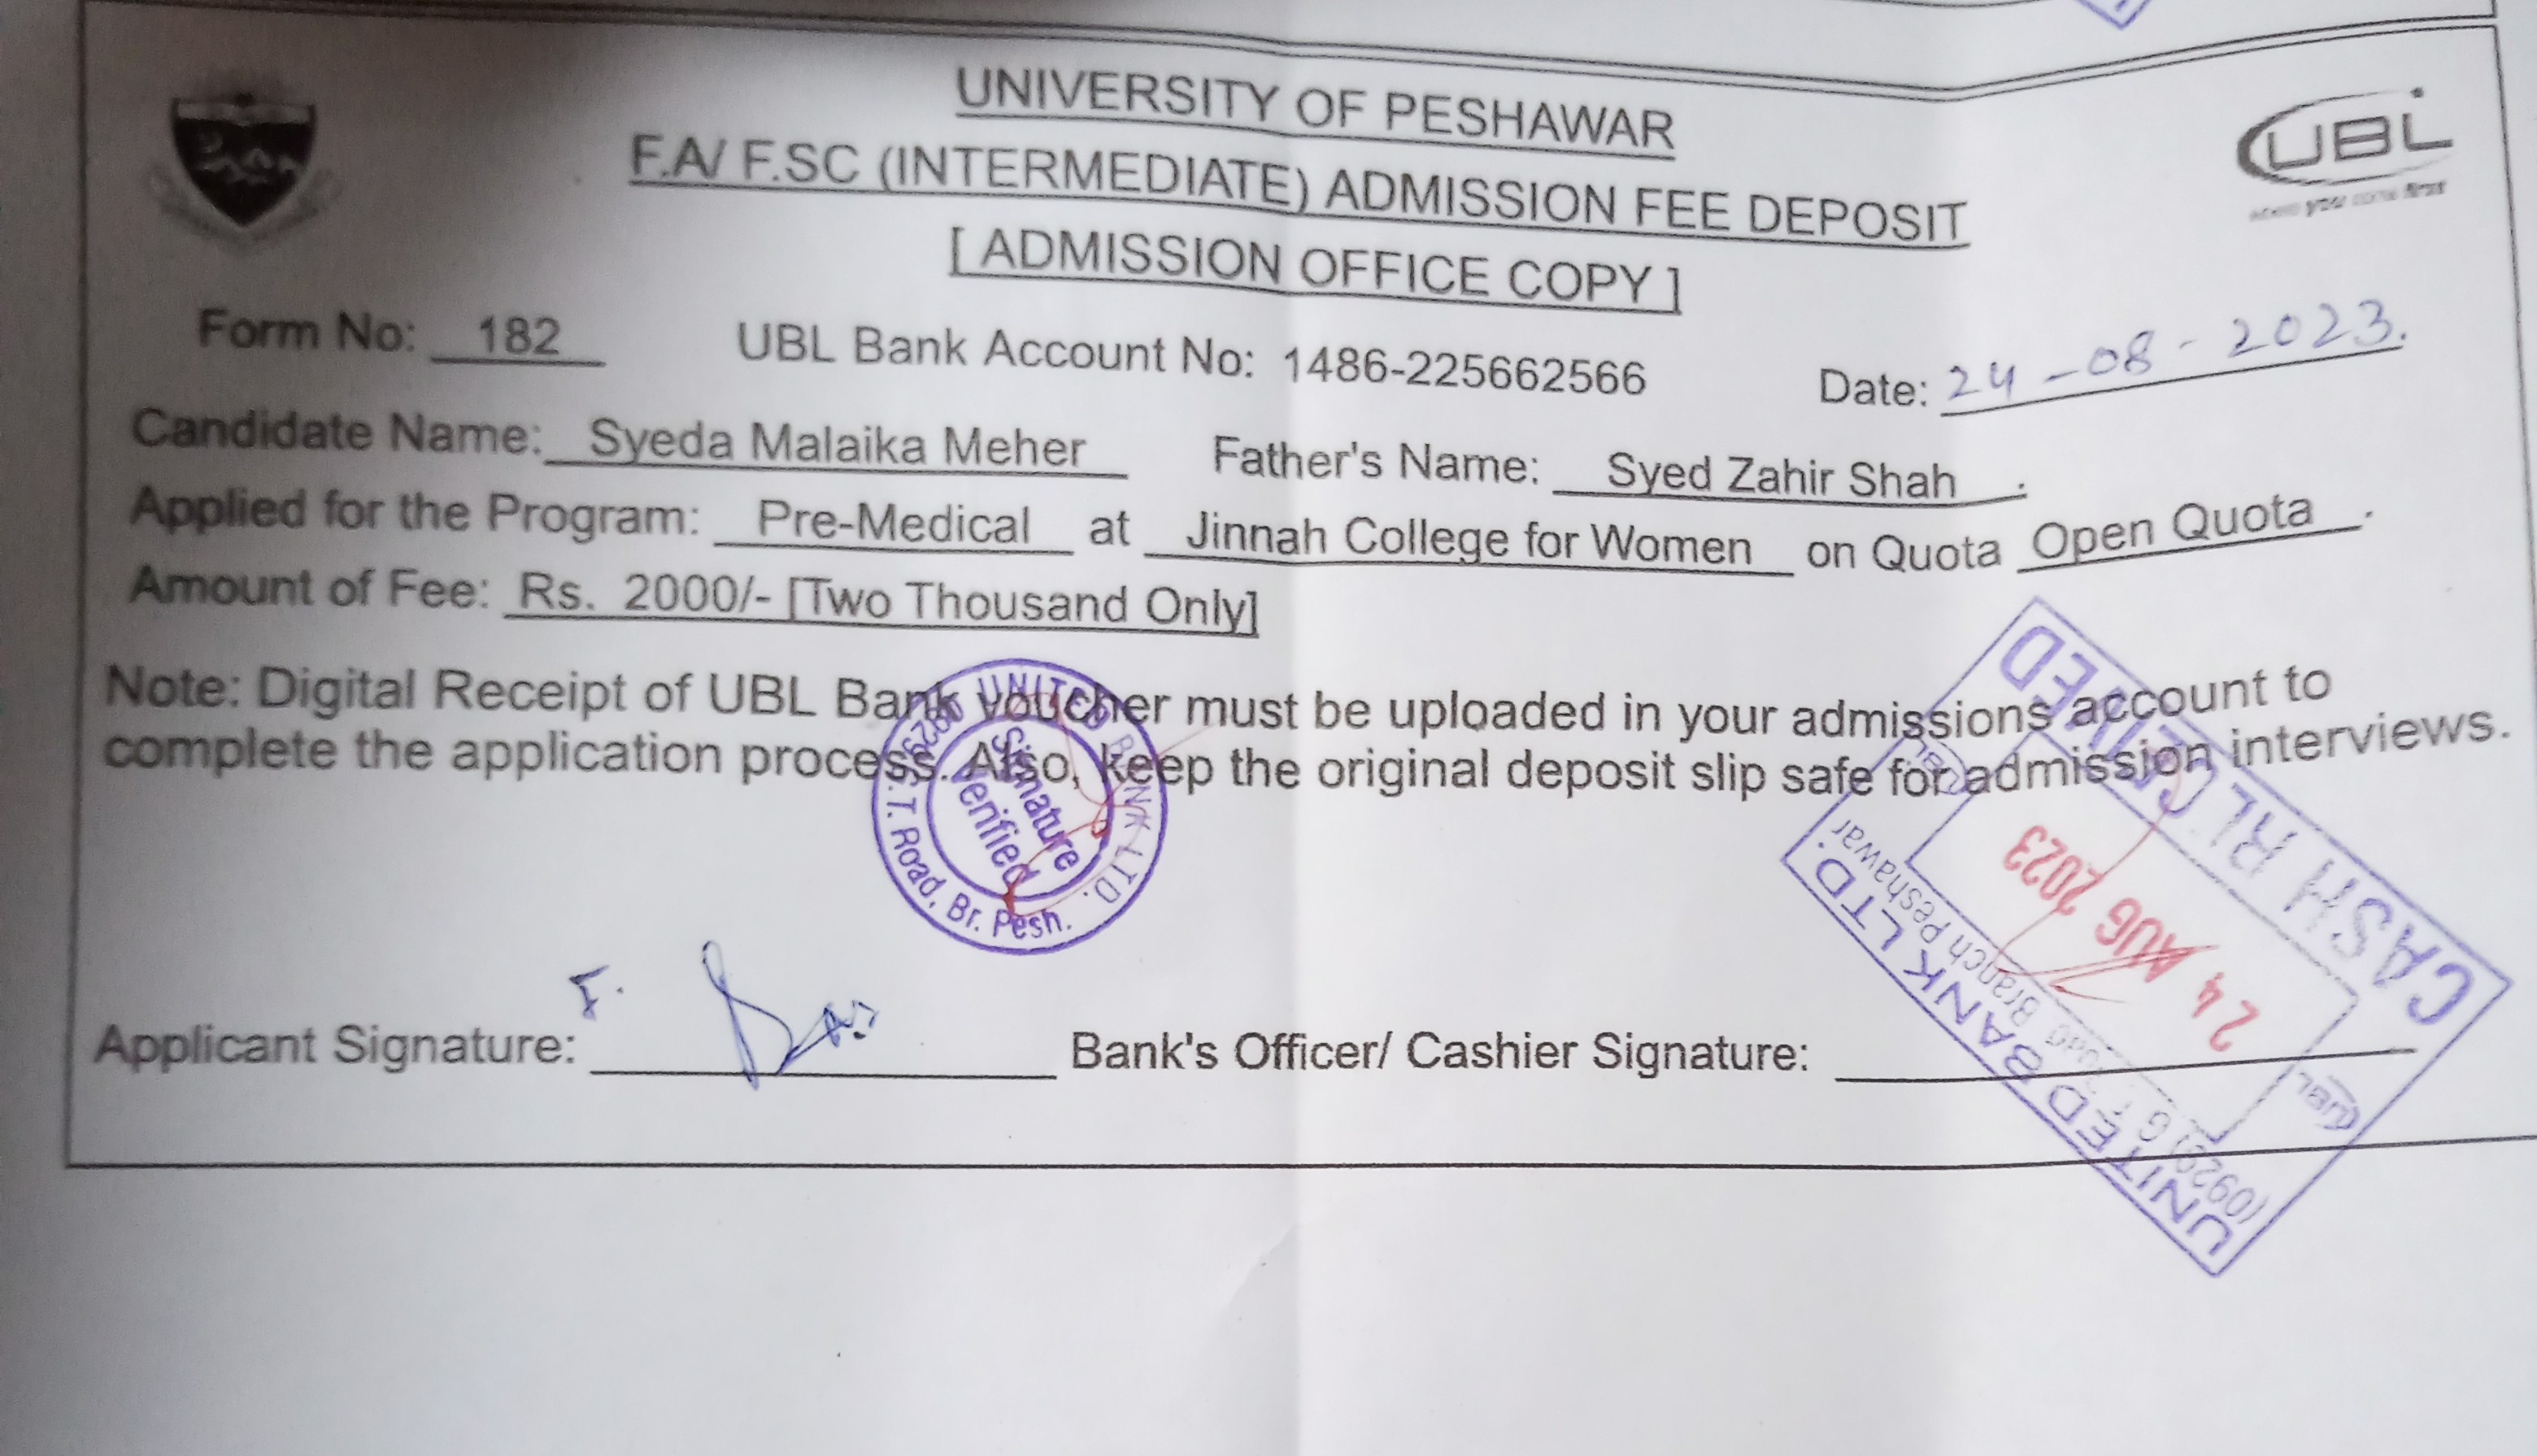 UNIVERSITY OF PESHAWAR
F.A/ F.SC (INTERMEDIATE) ADMISSION FEE DEPOSIT
[ ADMISSION OFFICE COPY ]
UBL
where you come first
Form No: 182 UBL Bank Account No: 1486-225662566 Date: 24-08-2023.
Candidate Name: Syeda Malaika Meher Father's Name: Syed Zahir Shah .
Applied for the Program: Pre-Medical at Jinnah College for Women on Quota Open Quota .
Amount of Fee: Rs. 2000/- [Two Thousand Only]
Note: Digital Receipt of UBL Bank voucher must be uploaded in your admissions account to
complete the application process. Also, keep the original deposit slip safe for admission interviews.
UNITED BANK LTD.
Signature
Verified
T. Road, Br. Pesh.
CASH RECEIVED
24 AUG 2023
UBL
UBL
UNITED BANK LTD.
Branch Peshawar
Applicant Signature: Bank's Officer/ Cashier Signature: